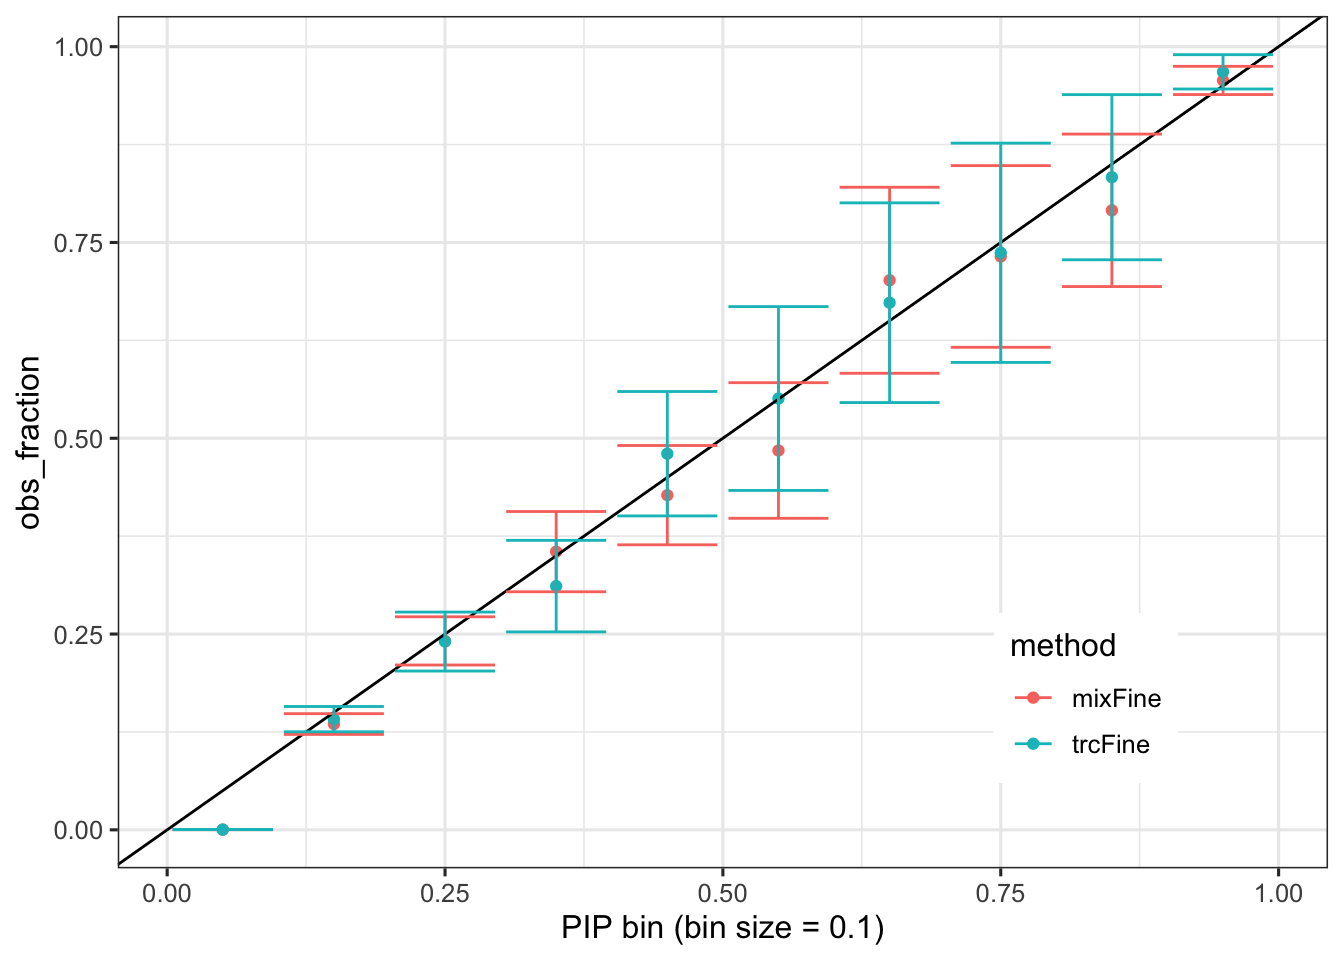 1.00
0.75
0.50
0.25
0.00
obs_fraction
method
mixFine
trcFine
0.00 0.25 0.50 0.75 1.00
PIP bin (bin size = 0.1)